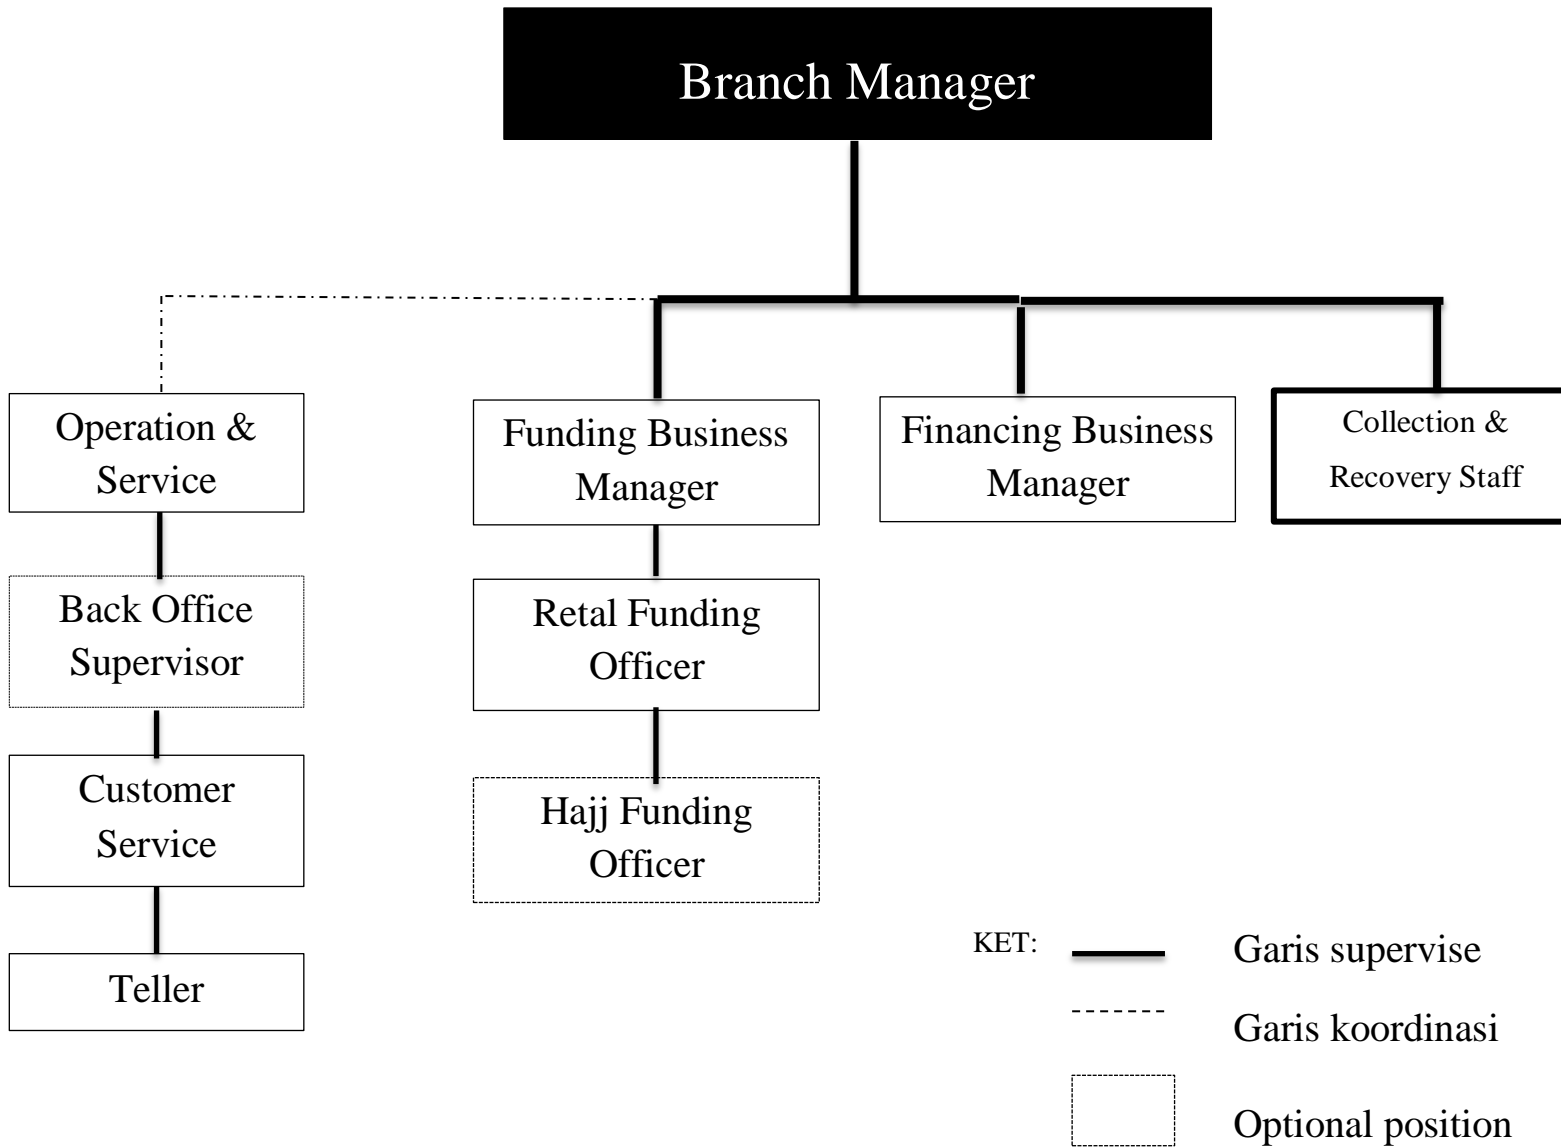 Branch Manager
Operation &
Service
Funding Business
Manager
Financing Business
Manager
Collection &
Recovery Staff
Back Office
Supervisor
Retal Funding
Officer
Customer
Service
Hajj Funding
Officer
Teller
KET:
Garis supervise
Garis koordinasi
Optional position